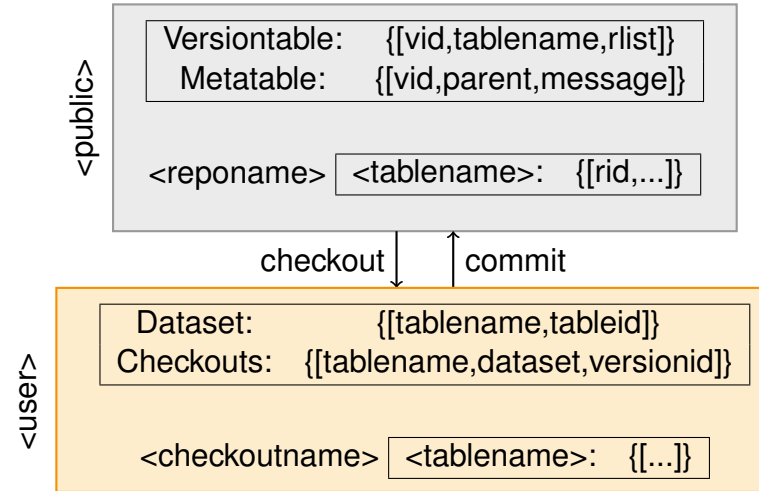 <public>
Versiontable: {[vid,tablename,rlist]}
Metatable: {[vid,parent,message]}
<reponame> <tablename>: {[rid,...]}
checkout commit
<user>
Dataset: {[tablename,tableid]}
Checkouts: {[tablename,dataset,versionid]}
<checkoutname> <tablename>: {[...]}